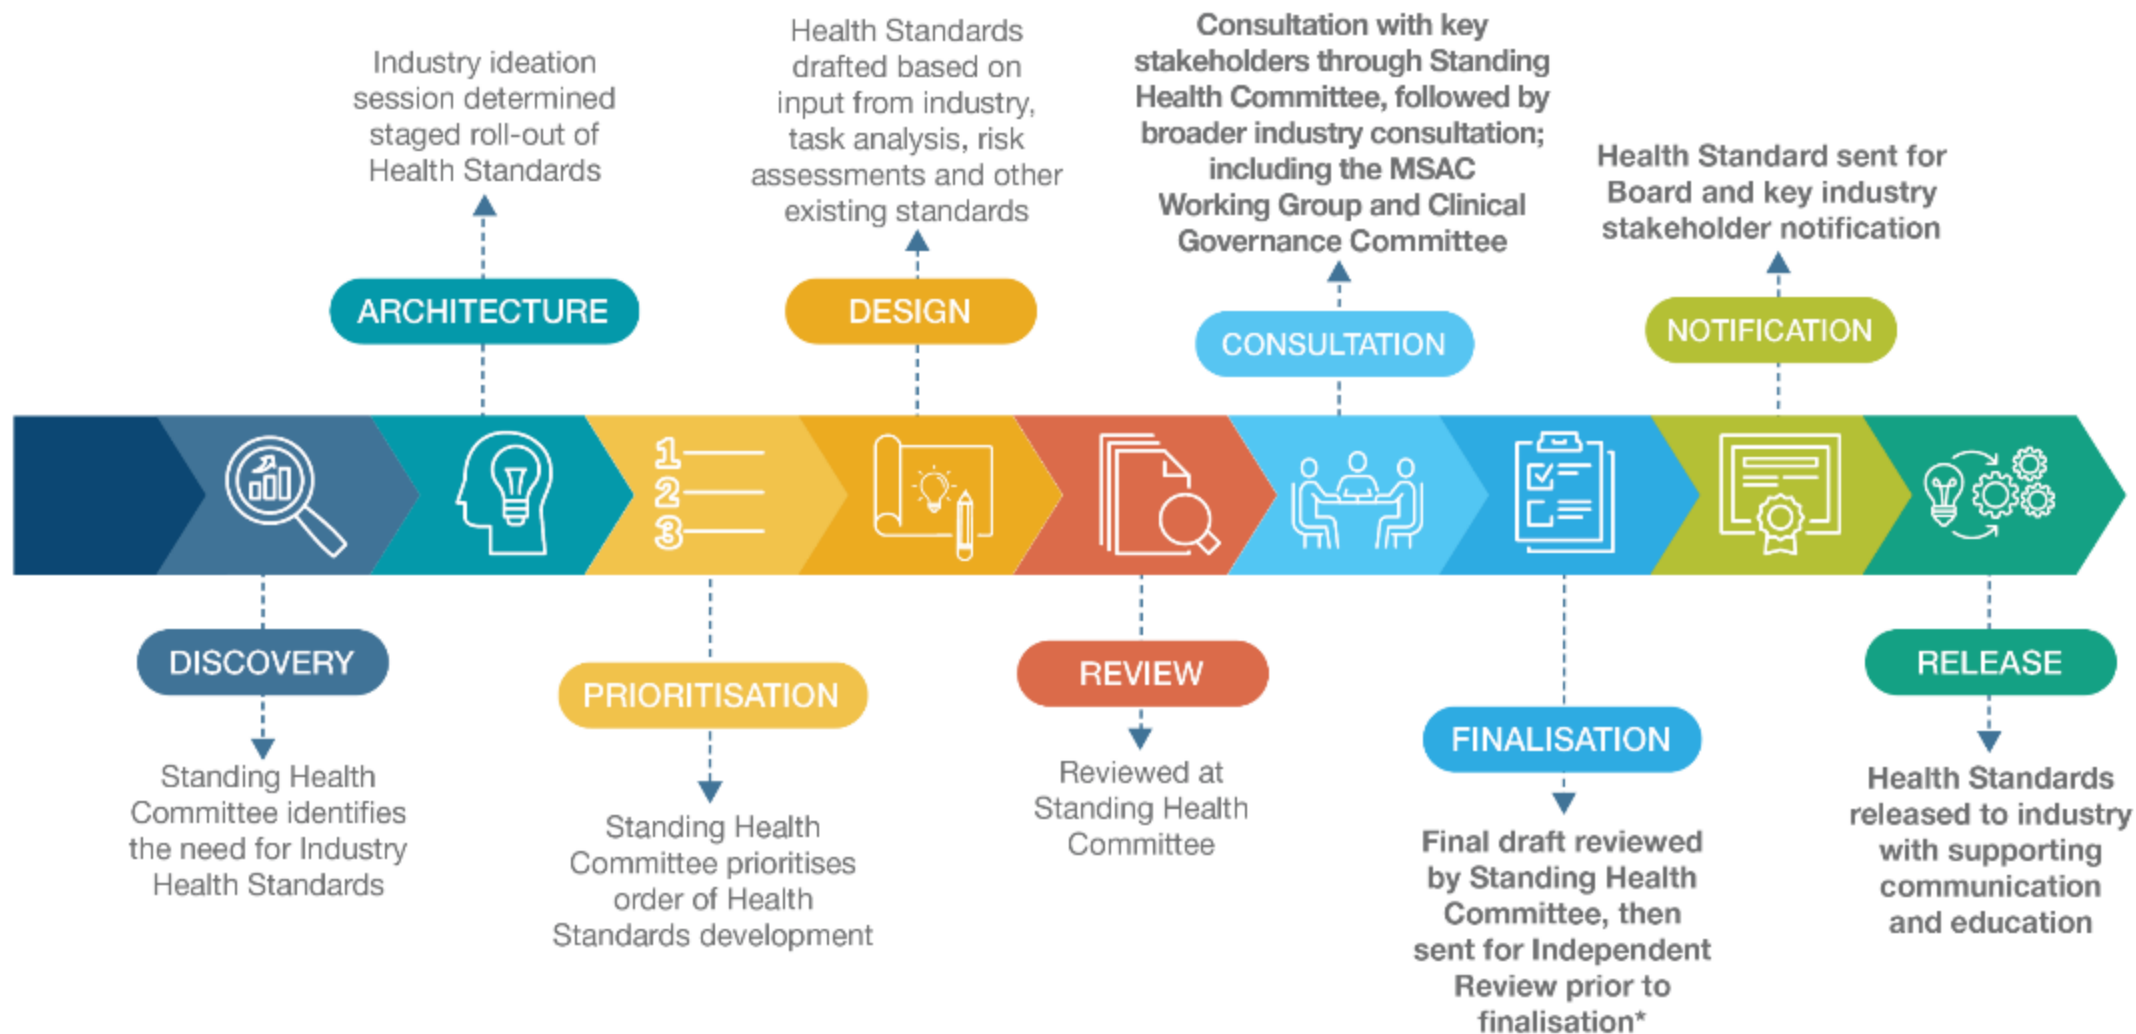 Industry ideation
session determined
staged roll-out of
Health Standards
Health Standards
drafted based on
input from industry,
task analysis, risk
assessments and other
existing standards
Consultation with key
stakeholders through Standing
Health Committee, followed by
broader industry consultation;
including the MSAC
Working Group and Clinical
Governance Committee
Health Standard sent for
Board and key industry
stakeholder notification
ARCHITECTURE
DESIGN
CONSULTATION
NOTIFICATION
1
2
3
DISCOVERY
PRIORITISATION
REVIEW
FINALISATION
RELEASE
Standing Health
Committee identifies
the need for Industry
Health Standards
Standing Health
Committee prioritises
order of Health
Standards development
Reviewed at
Standing Health
Committee
Final draft reviewed
by Standing Health
Committee, then
sent for Independent
Review prior to
finalisation*
Health Standards
released to industry
with supporting
communication
and education